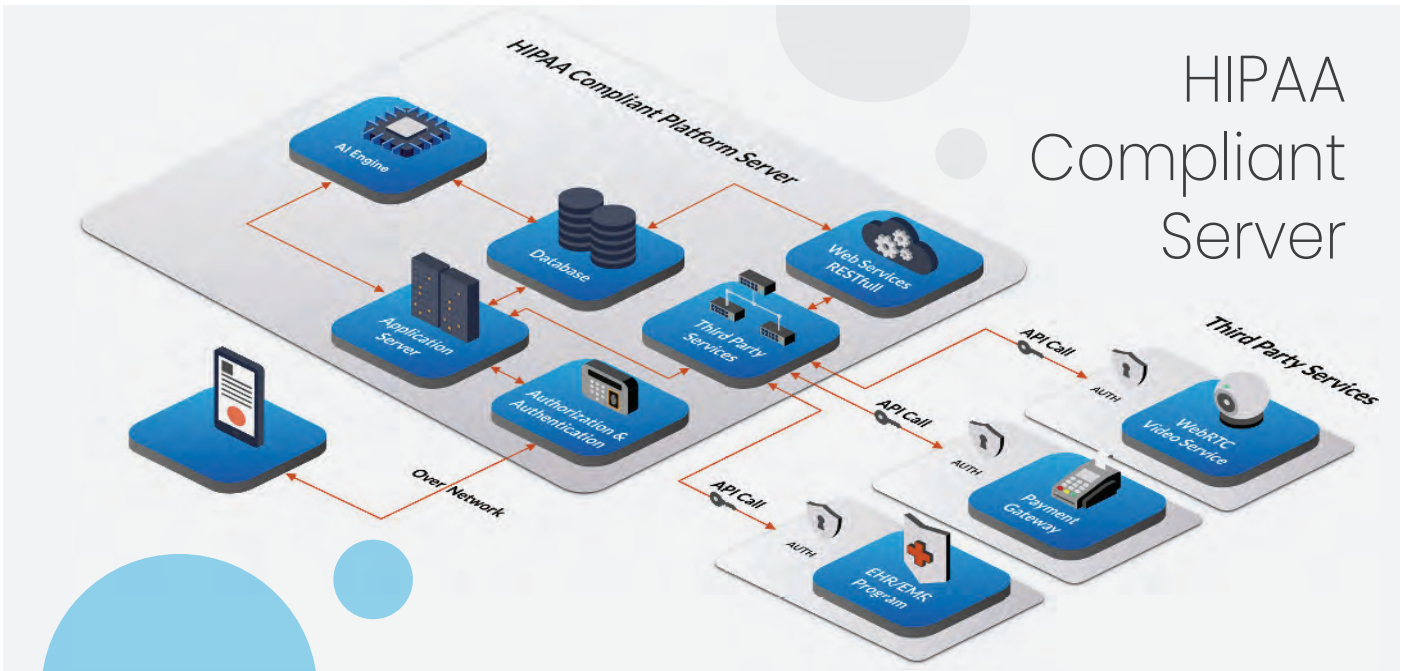 HIPAA
Compliant
Server
HIPAA Compliant Platform Server
AI Engine
Database
Web Services
RESTfull
Application
Server
Third Party
Services
Authorization &
Authentication
Over Network
Third Party Services
API Call
AUTH
WebRTC
Video Service
API Call
AUTH
Payment
Gateway
API Call
AUTH
EHR/EMR
Program